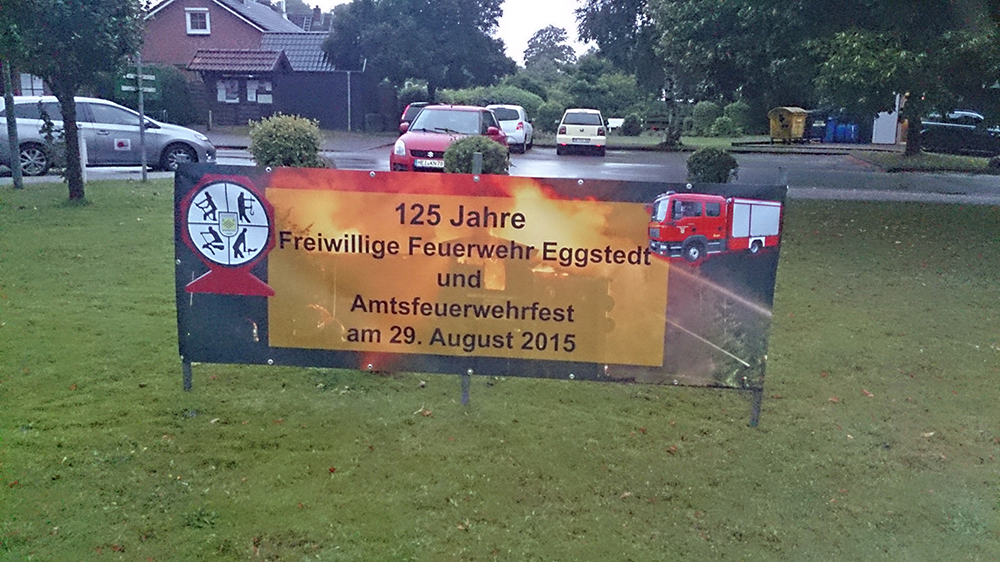 125 Jahre
Freiwillige Feuerwehr Eggstedt
und
Amtsfeuerwehrfest
am 29. August 2015